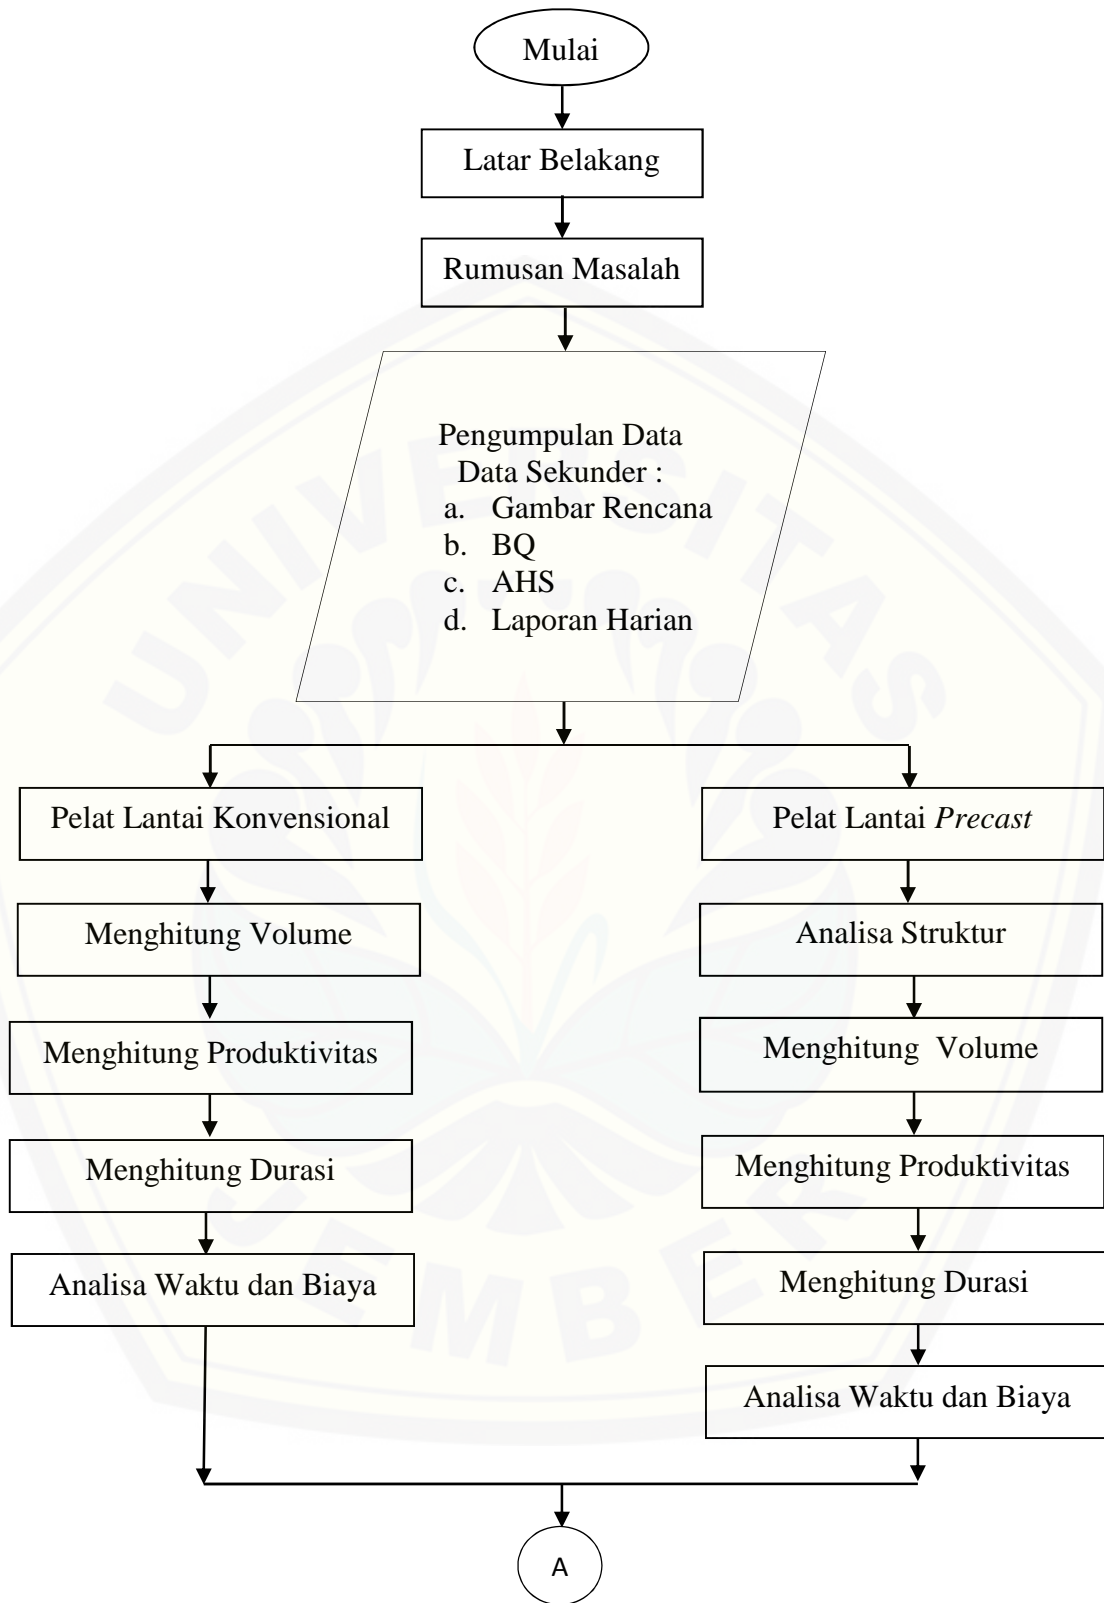 Mulai
Latar Belakang
Rumusan Masalah
Pengumpulan Data
Data Sekunder :
a. Gambar Rencana
b. BQ
c. AHS
d. Laporan Harian
Pelat Lantai Konvensional
Menghitung Volume
Menghitung Produktivitas
Menghitung Durasi
Analisa Waktu dan Biaya
Pelat Lantai Precast
Analisa Struktur
Menghitung Volume
Menghitung Produktivitas
Menghitung Durasi
Analisa Waktu dan Biaya
A
UNIVERSITAS
JEMBER